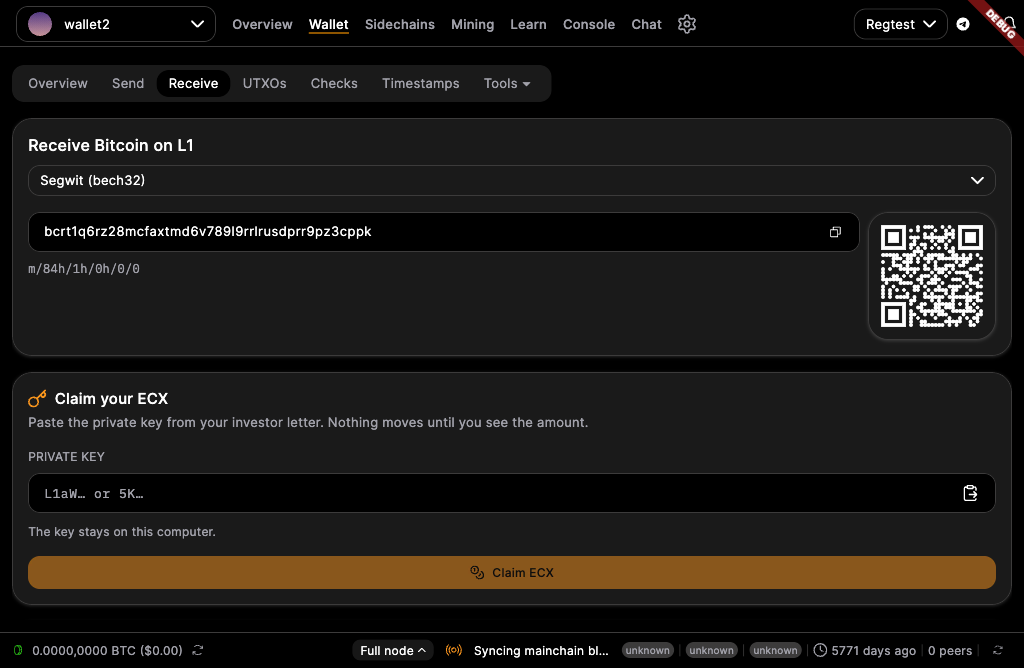 wallet2
Overview Wallet Sidechains Mining Learn Console Chat
Regtest
DEBUG
Overview Send Receive UTXOs Checks Timestamps Tools
Receive Bitcoin on L1
Segwit (bech32)
bcrt1q6rz28mcfaxtmd6v789l9rrlrusdprr9pz3cppk
m/84h/1h/0h/0/0
Claim your ECX
Paste the private key from your investor letter. Nothing moves until you see the amount.
PRIVATE KEY
L1aW… or 5K…
The key stays on this computer.
Claim ECX
0.0000,0000 BTC ($0.00) Full node Syncing mainchain bl... unknown unknown unknown 5771 days ago 0 peers